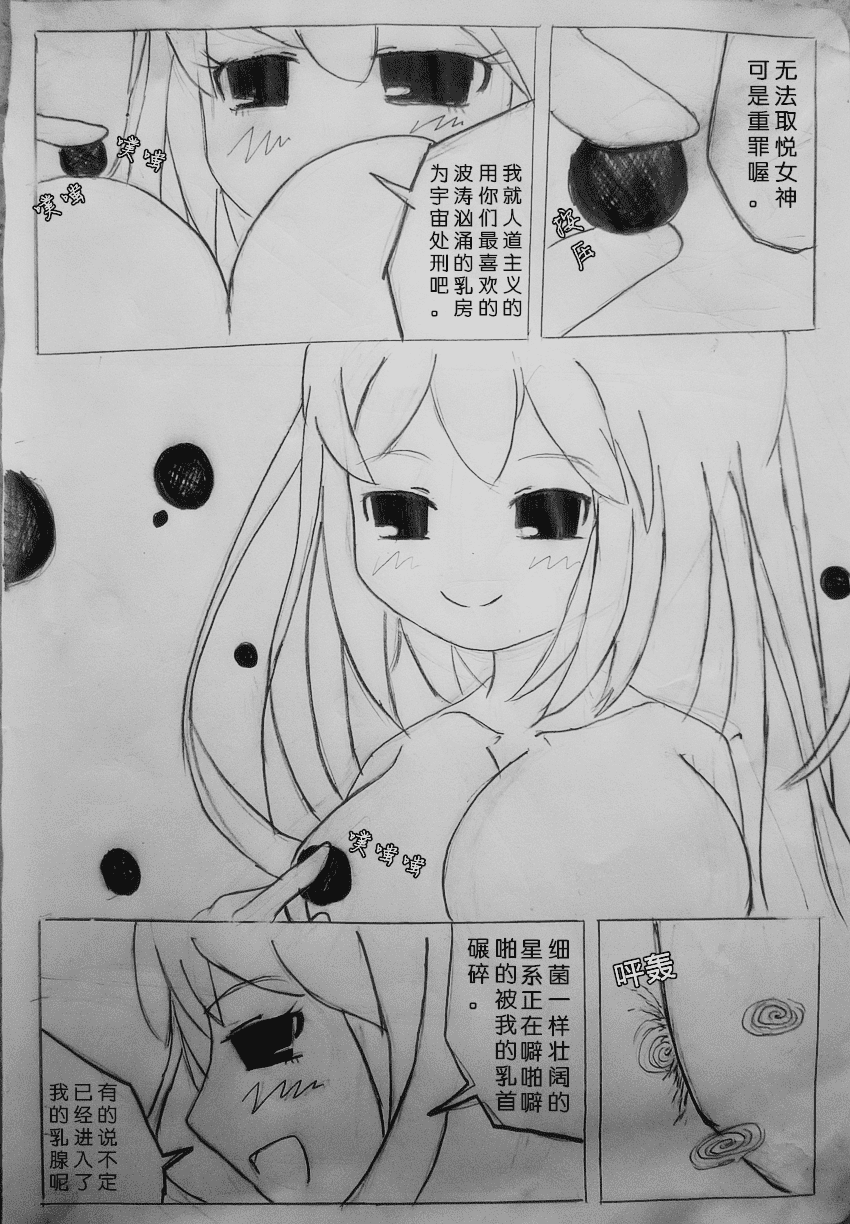 无法取悦女神
可是重罪喔。
按
压
我就人道主义的
用你们最喜欢的
波涛汹涌的乳房
为宇宙处刑吧。
噗嗤
噗嗤
噗嗤嗤
细菌一样壮阔的
星系正在噼啪噼
啪的被我的乳首
碾碎。
呼轰
有的说不定
已经进入了
我的乳腺呢